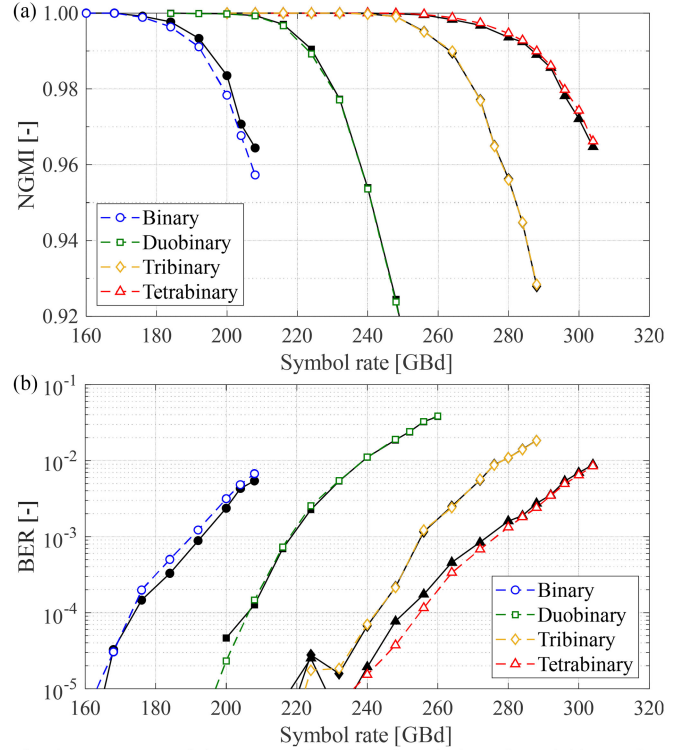 (a)
1.00
0.98
0.96
0.94
0.92
NGMI [-]
Binary
Duobinary
Tribinary
Tetrabinary
160 180 200 220 240 260 280 300 320
Symbol rate [GBd]
(b)
10-1
10-2
10-3
10-4
10-5
BER [-]
Binary
Duobinary
Tribinary
Tetrabinary
160 180 200 220 240 260 280 300 320
Symbol rate [GBd]